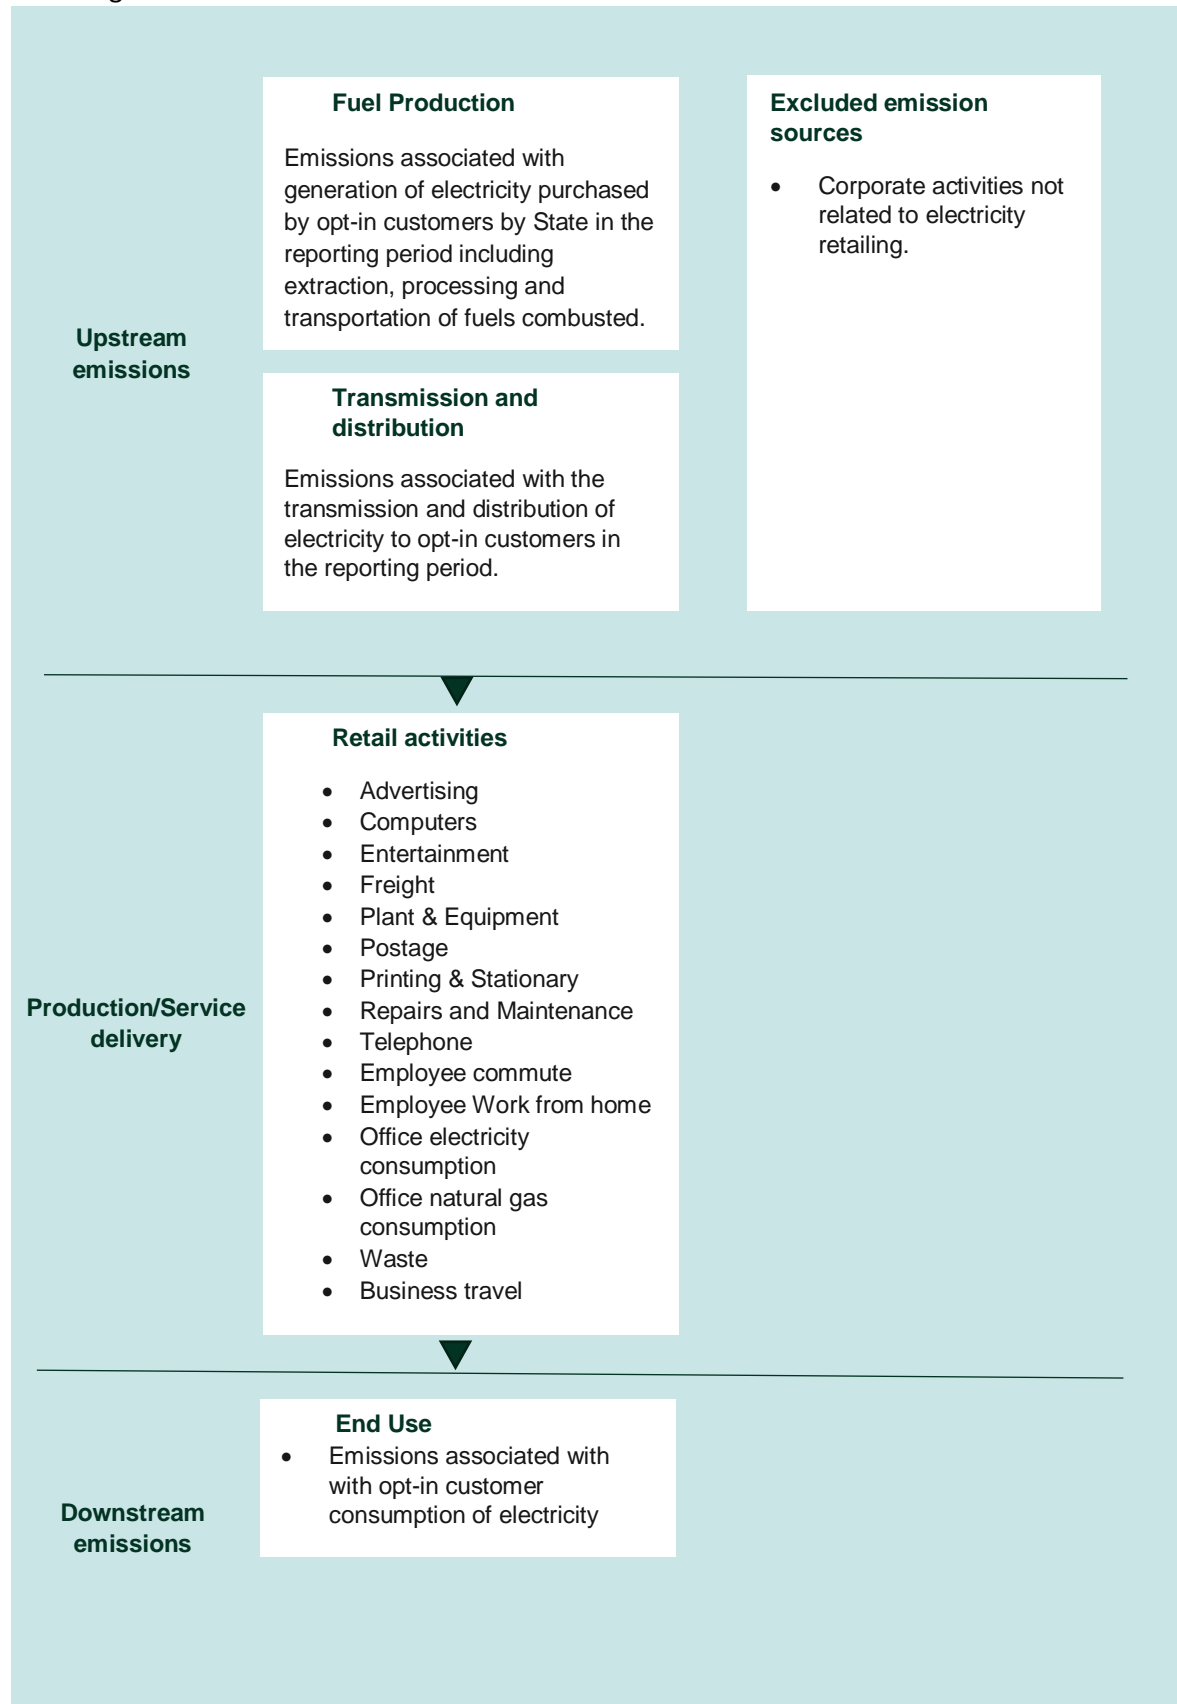 Fuel Production
Emissions associated with
generation of electricity purchased
by opt-in customers by State in the
reporting period including
extraction, processing and
transportation of fuels combusted.
Excluded emission
sources
• Corporate activities not
related to electricity
retailing.
Upstream
emissions
Transmission and
distribution
Emissions associated with the
transmission and distribution of
electricity to opt-in customers in
the reporting period.
Retail activities
• Advertising
• Computers
• Entertainment
• Freight
• Plant & Equipment
• Postage
• Printing & Stationary
• Repairs and Maintenance
• Telephone
• Employee commute
• Employee Work from home
• Office electricity
consumption
• Office natural gas
consumption
• Waste
• Business travel
Production/Service
delivery
End Use
• Emissions associated with
with opt-in customer
consumption of electricity
Downstream
emissions